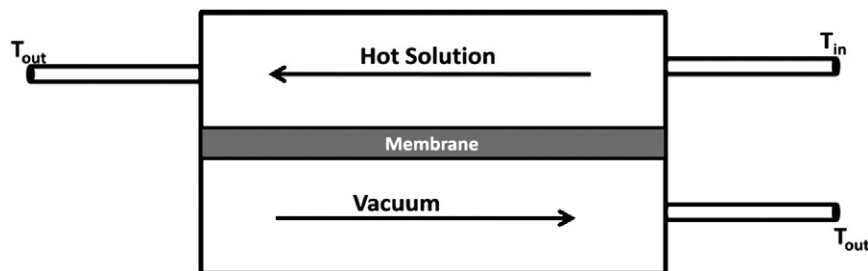 T_out
Hot Solution
T_in
Membrane
Vacuum
T_out